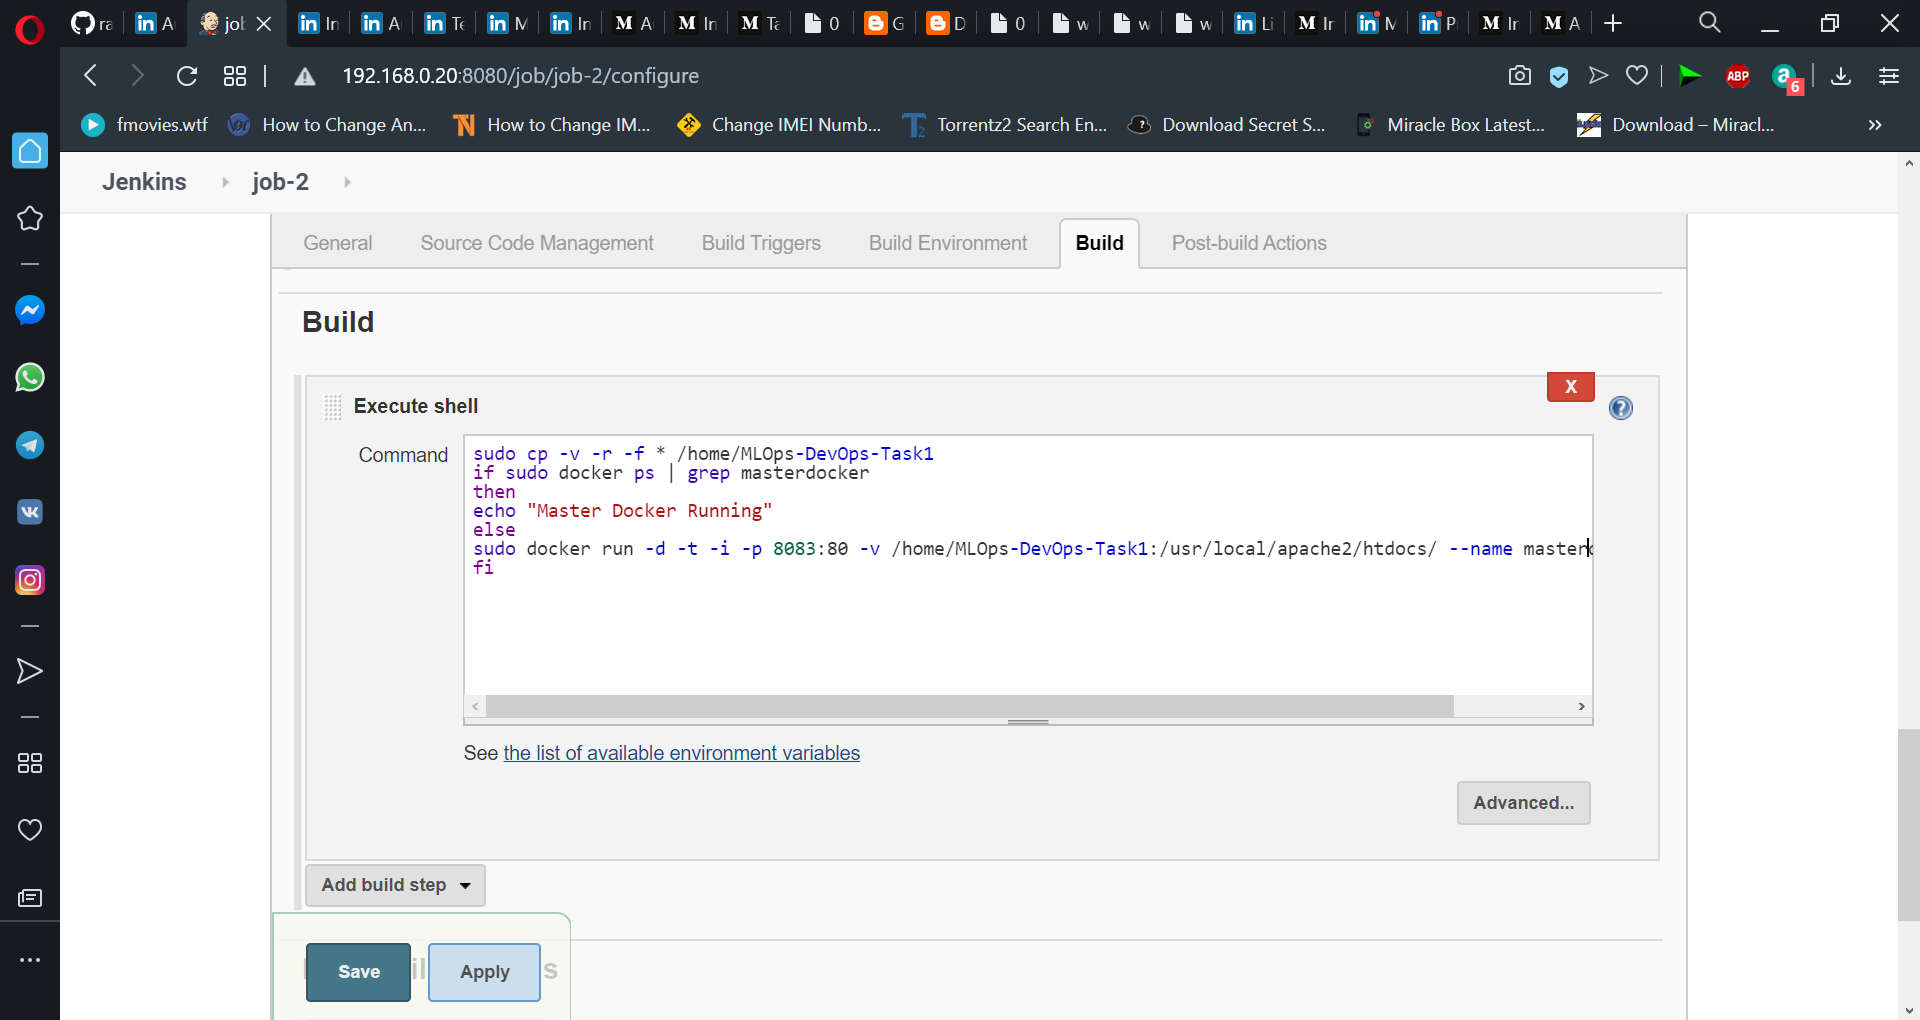 ra
A
jol
In
A
Te
M
In
A
In
Ta
0
G
D
0
w
w
w
Li
Ir
M
P
Ir
A
192.168.0.20:8080/job/job-2/configure
ABP
a
6
fmovies.wtf
How to Change An...
How to Change IM...
Change IMEI Numb...
Torrentz2 Search En...
Download Secret S...
Miracle Box Latest...
Download – Miracl...
Jenkins
job-2
General
Source Code Management
Build Triggers
Build Environment
Build
Post-build Actions
Build
X
Execute shell
Command
sudo cp -v -r -f * /home/MLOps-DevOps-Task1
if sudo docker ps | grep masterdocker
then
echo "Master Docker Running"
else
sudo docker run -d -t -i -p 8083:80 -v /home/MLOps-DevOps-Task1:/usr/local/apache2/htdocs/ --name master
fi
See the list of available environment variables
Advanced...
Add build step
Save
Apply